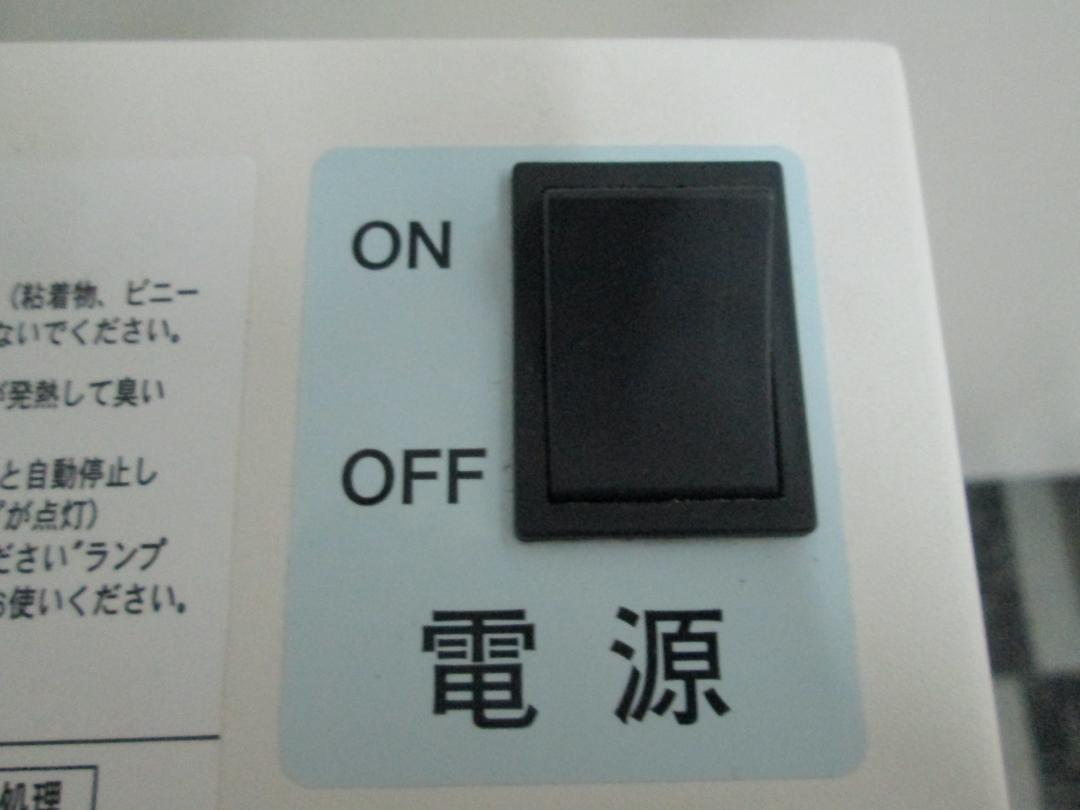 (粘着物、ビニー
ないでください。
が発熱して臭い
と自動停止し
が点灯)
ださい"ランプ
お使いください。
処理
ON
OFF
電源